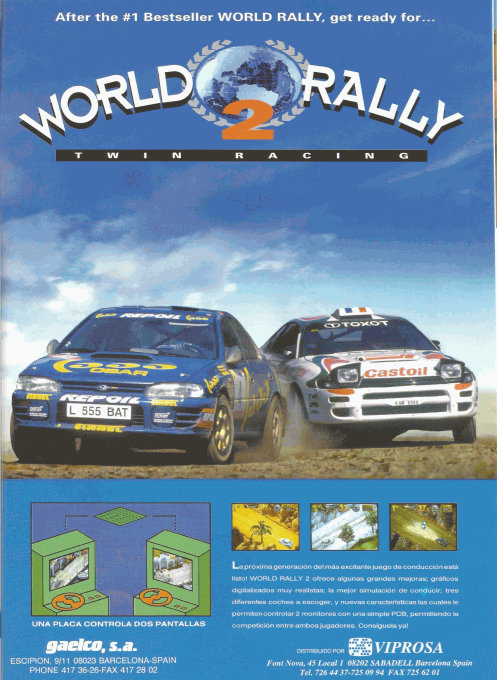 After the #1 Bestseller WORLD RALLY, get ready for...
WORLD RALLY
2
TWIN RACING
REPOIL
TOXOT
COBAR
Castoil
L 555 BAT
UNA PLACA CONTROLA DOS PANTALLAS
La próxima generación del más excitante juego de conducción está
listo! WORLD RALLY 2 ofrece algunas grandes mejoras; gráficos
digitalizados muy realistas; la mejor simulación de conducir; tres
diferentes coches a escoger, y nuevas características las cuales le
permiten controlar 2 monitores con una simple PCB, permitiendo la
competición entre ambos jugadores. Consíguela ya!
gaelco, s.a.
ESCIPION, 9/11 08023 BARCELONA-SPAIN
PHONE 417 36-26-FAX 417 28 02
DISTRIBUIDO POR VIPROSA
Font Nova, 45 Local 1 08202 SABADELL Barcelona Spain
Tel. 726 44 37-725 09 94 FAX 725 62 01